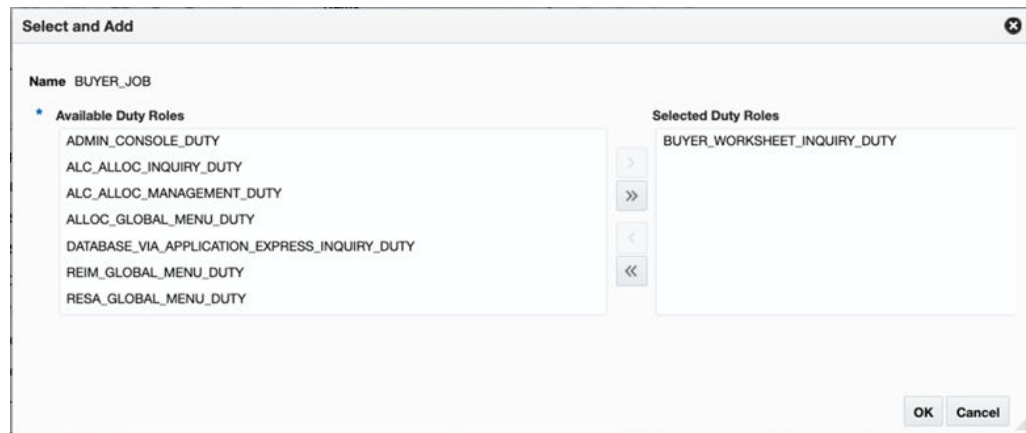 Select and Add
Name BUYER_JOB
* Available Duty Roles
Selected Duty Roles
ADMIN_CONSOLE_DUTY
BUYER_WORKSHEET_INQUIRY_DUTY
ALC_ALLOC_INQUIRY_DUTY
ALC_ALLOC_MANAGEMENT_DUTY
ALLOC_GLOBAL_MENU_DUTY
DATABASE_VIA_APPLICATION_EXPRESS_INQUIRY_DUTY
REIM_GLOBAL_MENU_DUTY
RESA_GLOBAL_MENU_DUTY
OK Cancel